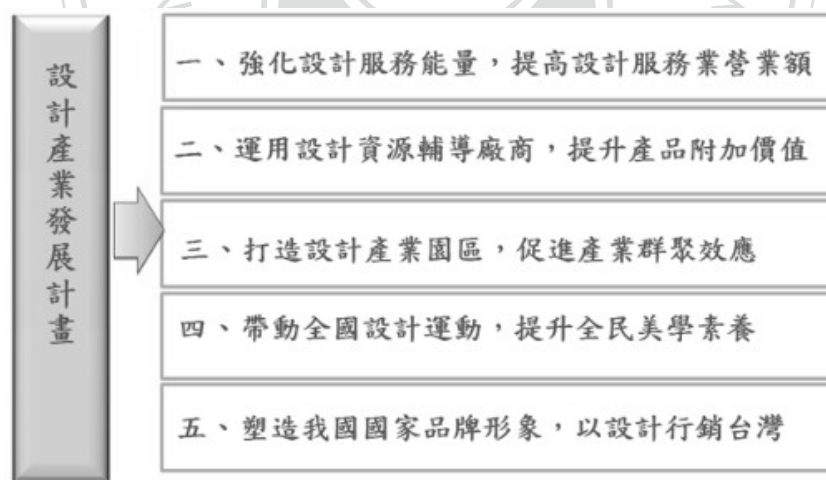 設計產業發展計畫
一、強化設計服務能量，提高設計服務業營業額
二、運用設計資源輔導廠商，提升產品附加價值
三、打造設計產業園區，促進產業群聚效應
四、帶動全國設計運動，提升全民美學素養
五、塑造我國國家品牌形象，以設計行銷台灣